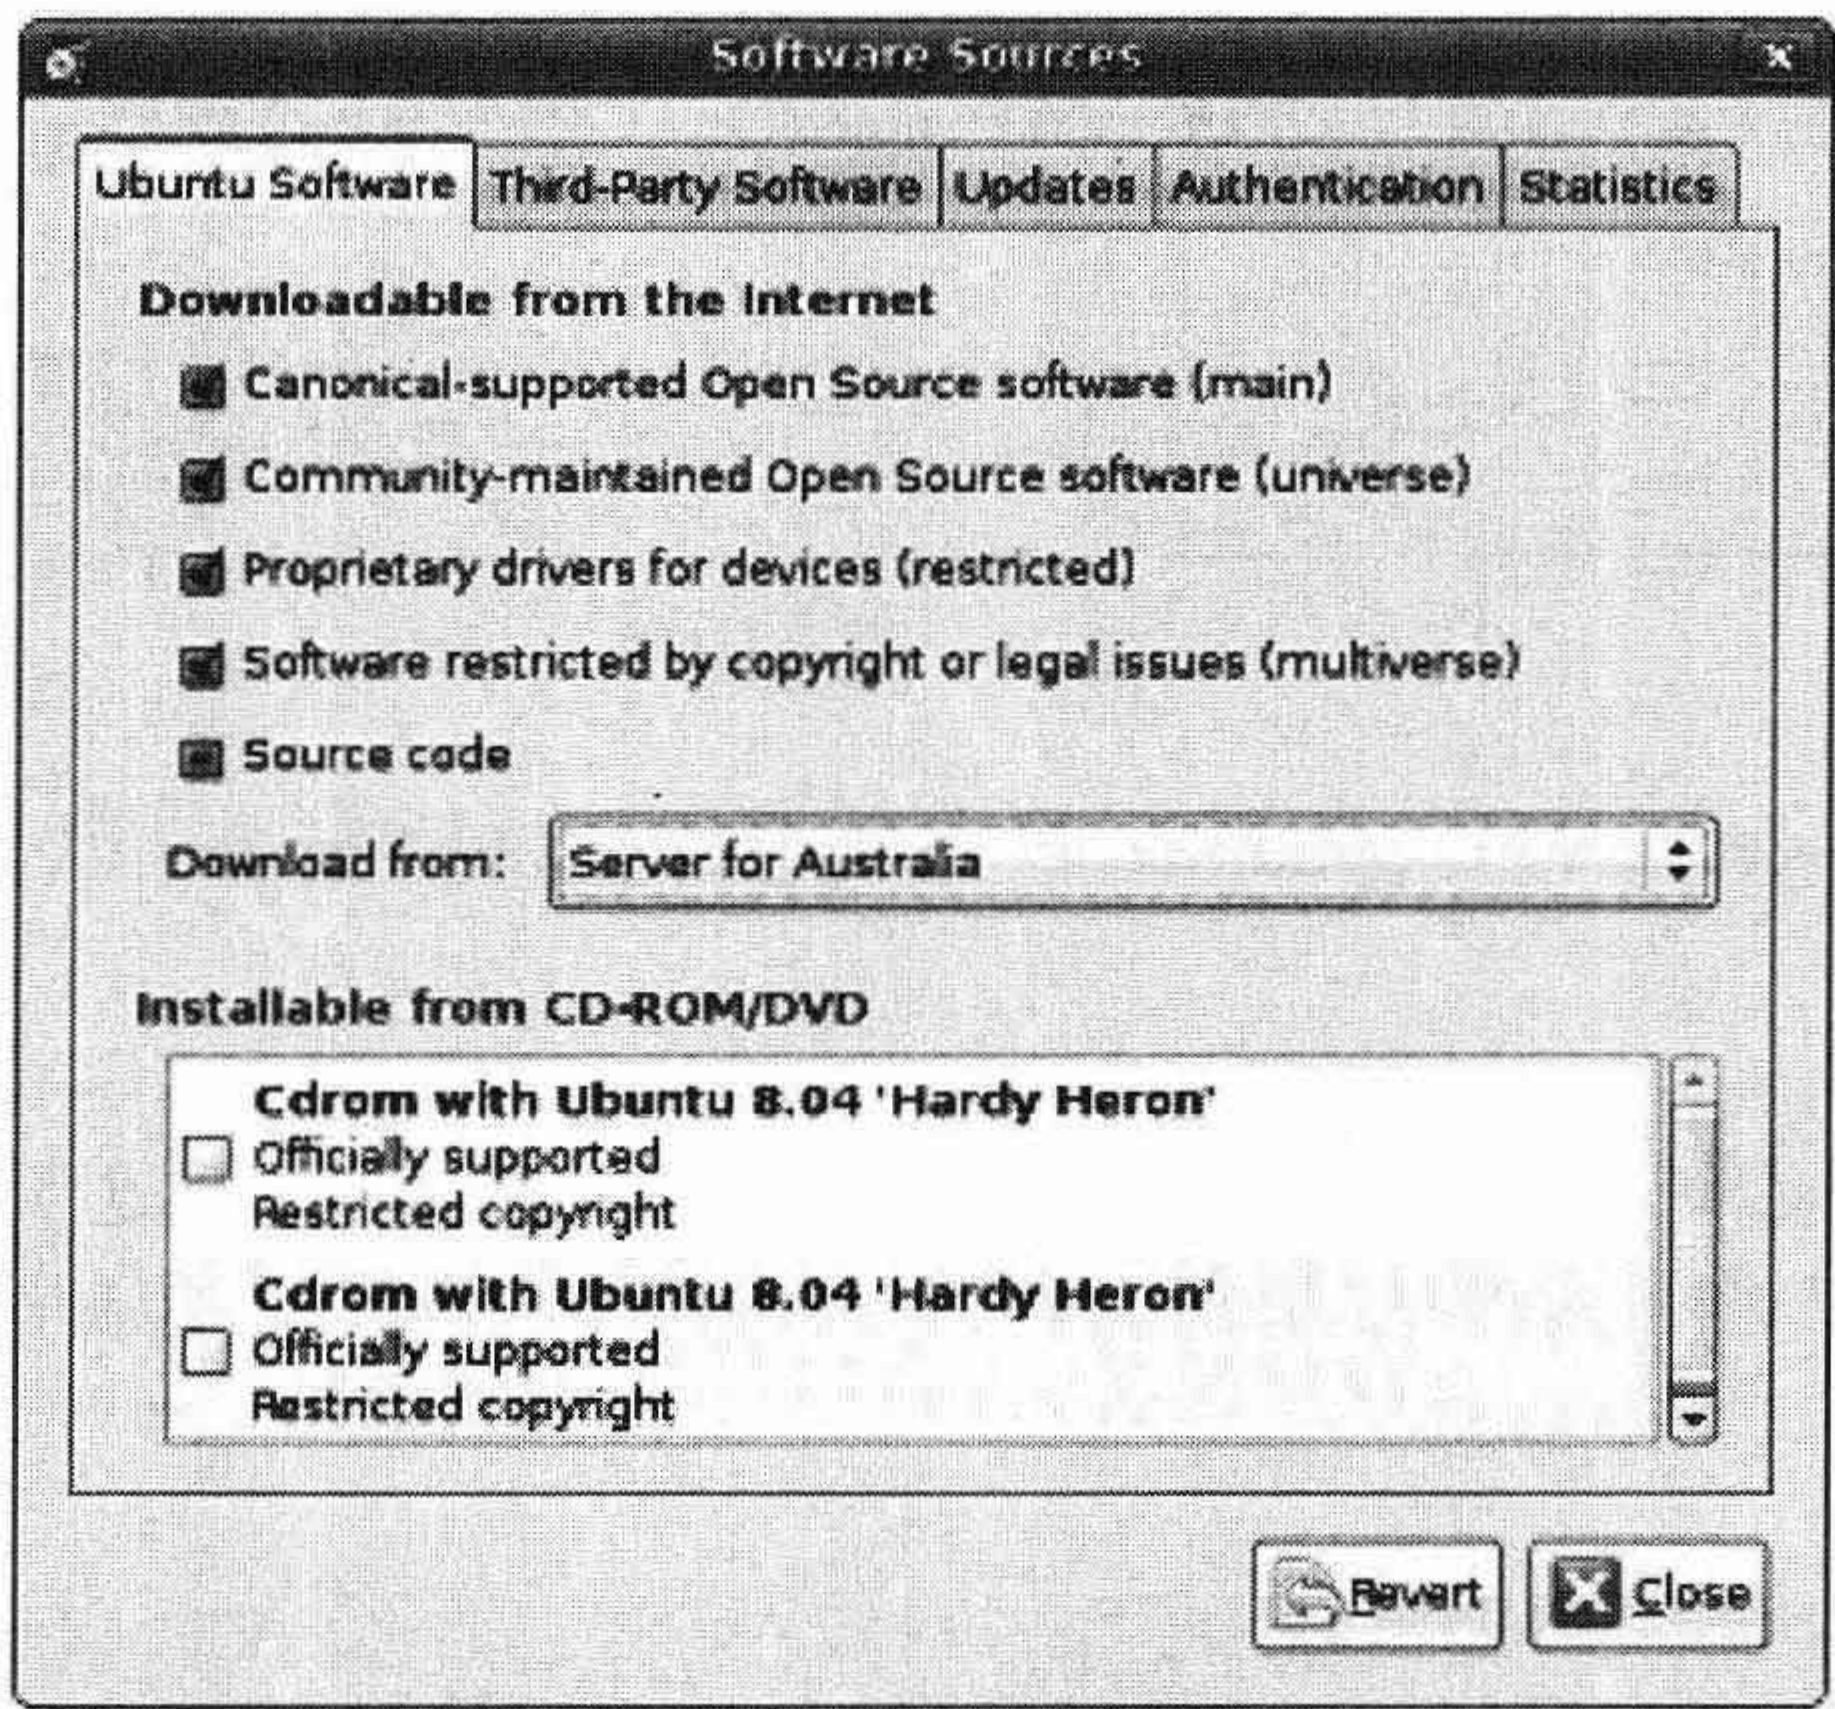 Software Sources
Ubuntu Software Third-Party Software Updates Authentication Statistics
Downloadable from the Internet
Canonical-supported Open Source software (main)
Community-maintained Open Source software (universe)
Proprietary drivers for devices (restricted)
Software restricted by copyright or legal issues (multiverse)
Source code
Download from: Server for Australia
Installable from CD-ROM/DVD
Cdrom with Ubuntu 8.04 'Hardy Heron'
Officially supported
Restricted copyright
Cdrom with Ubuntu 8.04 'Hardy Heron'
Officially supported
Restricted copyright
Revert Close